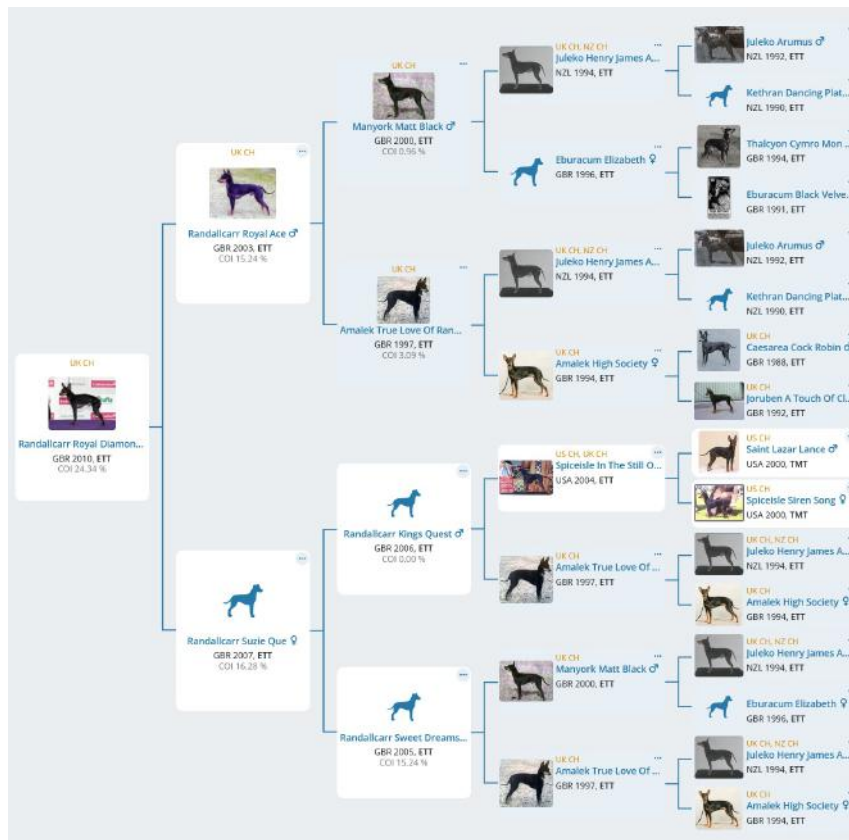 UK CH
Randallcarr Royal Diamon...
GBR 2010, ETT
COI 24.34 %
UK CH
Randallcarr Royal Ace ♂
GBR 2003, ETT
COI 15.24 %
Randallcarr Suzie Que ♀
GBR 2007, ETT
COI 16.28 %
UK CH
Manyork Matt Black ♂
GBR 2000, ETT
COI 0.96 %
UK CH
Amalek True Love Of Ran...
GBR 1997, ETT
COI 3.09 %
Randallcarr Kings Quest ♂
GBR 2006, ETT
COI 0.00 %
Randallcarr Sweet Dreams...
GBR 2005, ETT
COI 15.24 %
UK CH, NZ CH
Juleko Henry James A...
NZL 1994, ETT
Eburacum Elizabeth ♀
GBR 1996, ETT
UK CH, NZ CH
Juleko Henry James A...
NZL 1994, ETT
UK CH
Amalek High Society ♀
GBR 1994, ETT
US CH, UK CH
Spiceisle In The Still O...
USA 2004, ETT
UK CH
Amalek True Love Of ...
GBR 1997, ETT
UK CH
Manyork Matt Black ♂
GBR 2000, ETT
UK CH
Amalek True Love Of ...
GBR 1997, ETT
Juleko Arumus ♂
NZL 1992, ETT
Kethran Dancing Plat...
NZL 1990, ETT
Thalcyon Cymro Mon ...
GBR 1994, ETT
Eburacum Black Velve...
GBR 1991, ETT
Juleko Arumus ♂
NZL 1992, ETT
Kethran Dancing Plat...
NZL 1990, ETT
UK CH
Caesarea Cock Robin
GBR 1988, ETT
UK CH
Joruben A Touch Of Cl...
GBR 1992, ETT
US CH
Saint Lazar Lance ♂
USA 2000, TMT
US CH
Spiceisle Siren Song ♀
USA 2000, TMT
UK CH, NZ CH
Juleko Henry James A...
NZL 1994, ETT
UK CH
Amalek High Society ♀
GBR 1994, ETT
UK CH, NZ CH
Juleko Henry James A...
NZL 1994, ETT
Eburacum Elizabeth ♀
GBR 1996, ETT
UK CH, NZ CH
Juleko Henry James A...
NZL 1994, ETT
UK CH
Amalek High Society ♀
GBR 1994, ETT